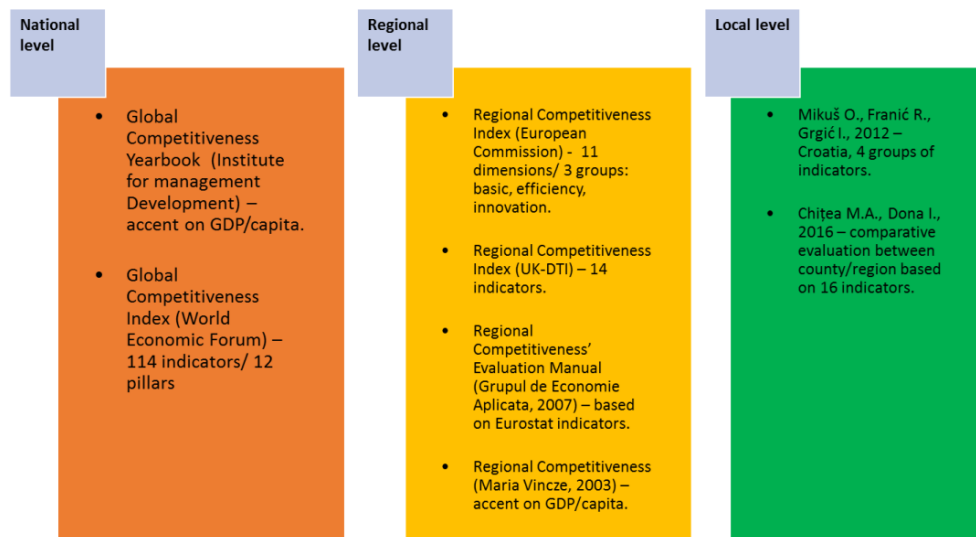 National
level
• Global
Competitiveness
Yearbook (Institute
for management
Development) –
accent on GDP/capita.
• Global
Competitiveness
Index (World
Economic Forum) –
114 indicators/ 12
pillars
Regional
level
• Regional Competitiveness
Index (European
Commission) - 11
dimensions/ 3 groups:
basic, efficiency,
innovation.
• Regional Competitiveness
Index (UK-DTI) – 14
indicators.
• Regional
Competitiveness’
Evaluation Manual
(Grupul de Economie
Aplicata, 2007) – based
on Eurostat indicators.
• Regional Competitiveness
(Maria Vincze, 2003) –
accent on GDP/capita.
Local level
• Mikuš O., Franić R.,
Grgić I., 2012 –
Croatia, 4 groups of
indicators.
• Chiţea M.A., Dona I.,
2016 – comparative
evaluation between
county/region based
on 16 indicators.